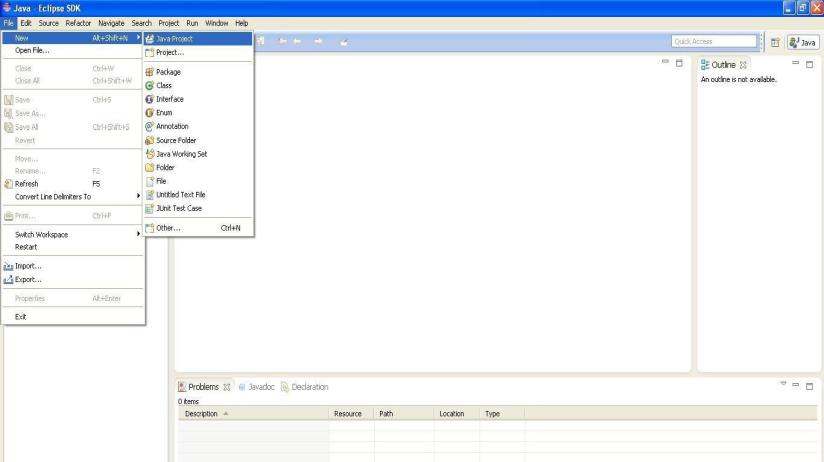 Java - Eclipse SDK
File Edit Source Refactor Navigate Search Project Run Window Help
New Alt+Shift+N
Open File...
Close Ctrl+W
Close All Ctrl+Shift+W
Save Ctrl+S
Save As...
Save All Ctrl+Shift+S
Revert
Move...
Rename... F2
Refresh F5
Convert Line Delimiters To
Print... Ctrl+P
Switch Workspace
Restart
Import...
Export...
Properties Alt+Enter
Exit
Java Project
Project...
Package
Class
Interface
Enum
Annotation
Source Folder
Java Working Set
Folder
File
Untitled Text File
JUnit Test Case
Other... Ctrl+N
Quick Access
Java
Outline
An outline is not available.
Problems Javadoc Declaration
0 items
Description Resource Path Location Type